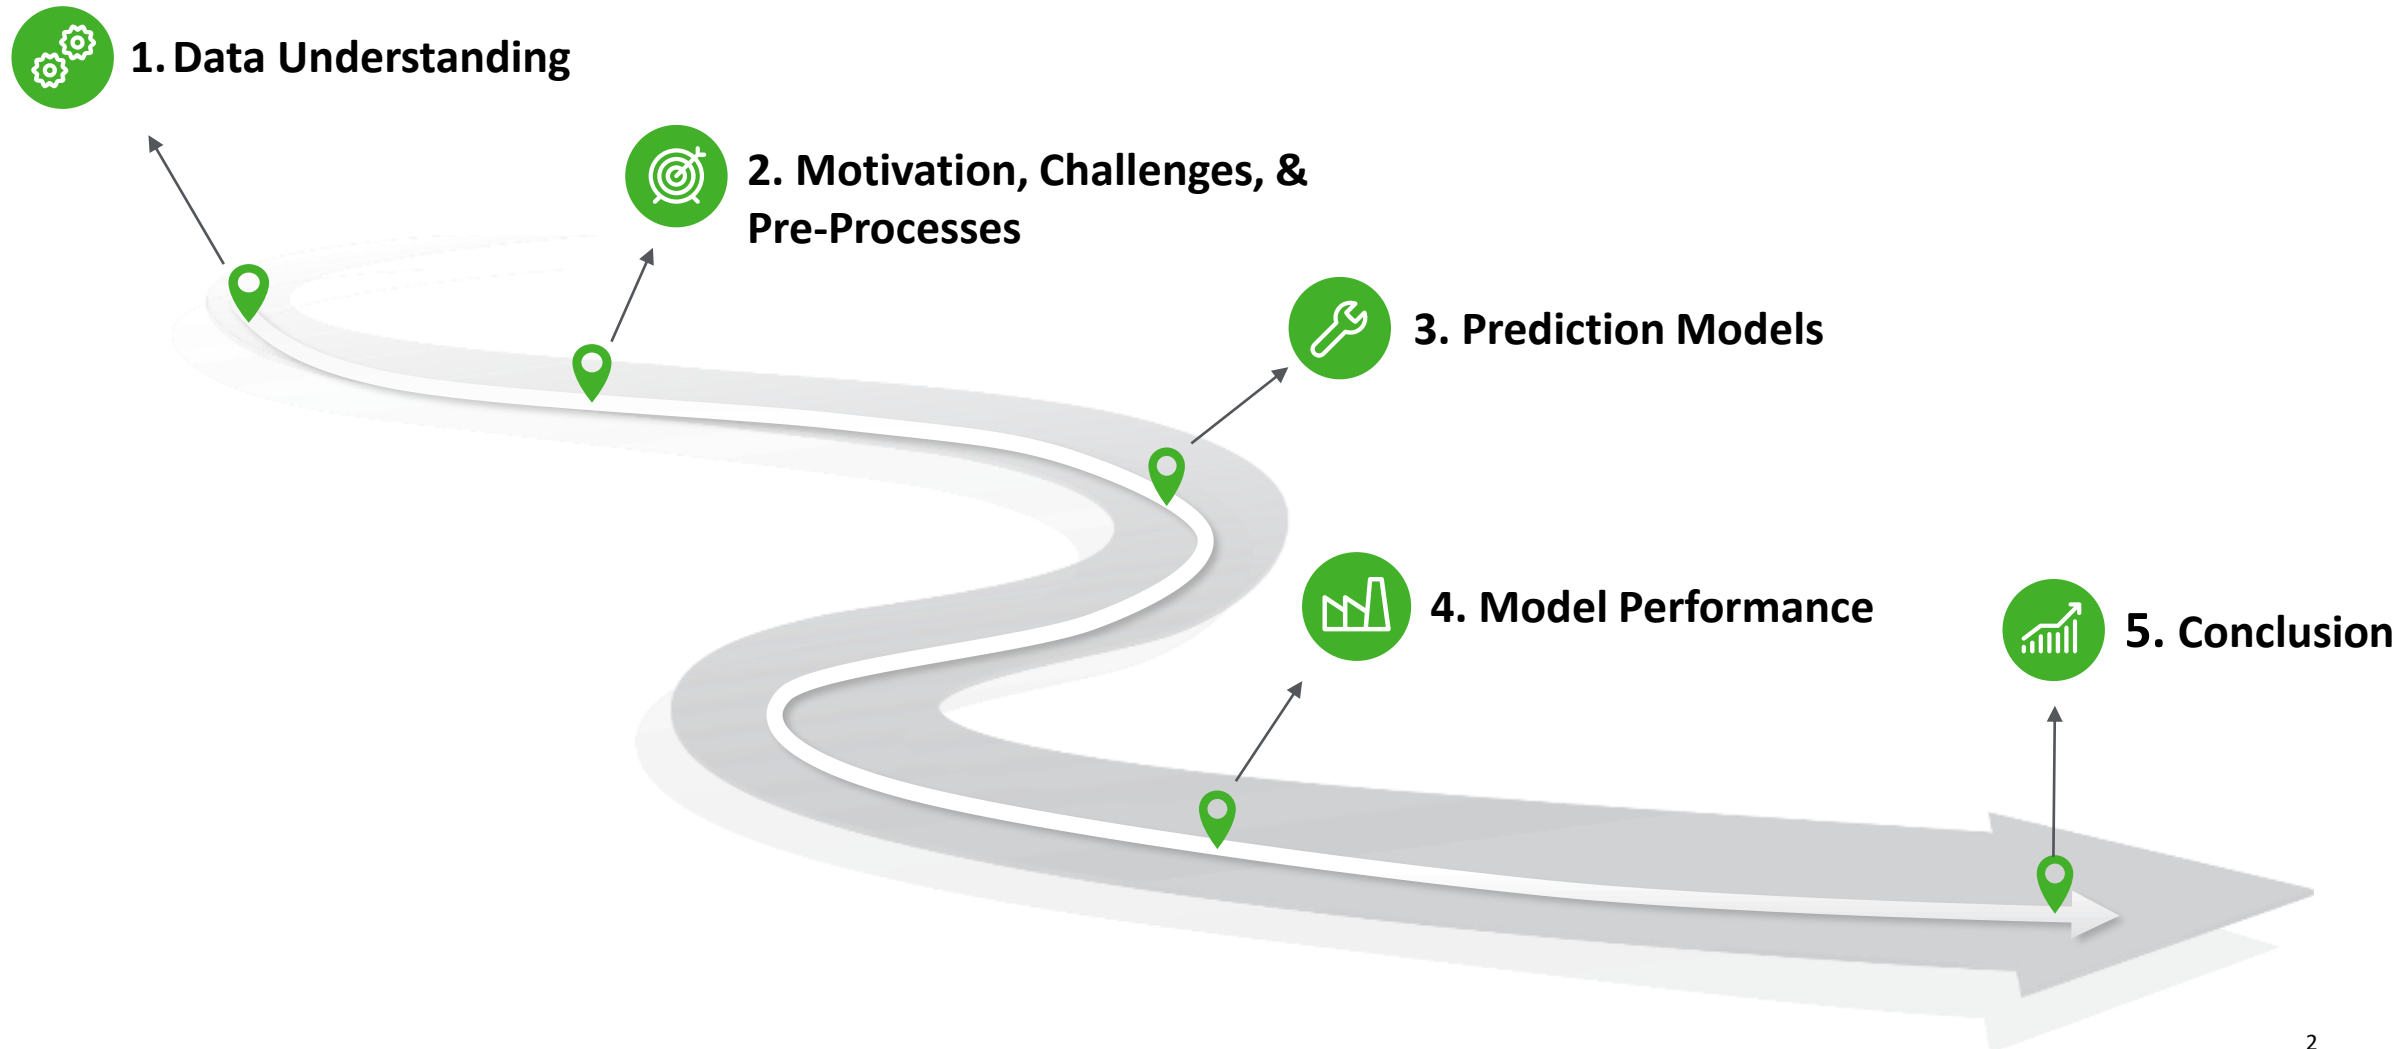 1. Data Understanding
2. Motivation, Challenges, &
Pre-Processes
3. Prediction Models
4. Model Performance
5. Conclusion
2